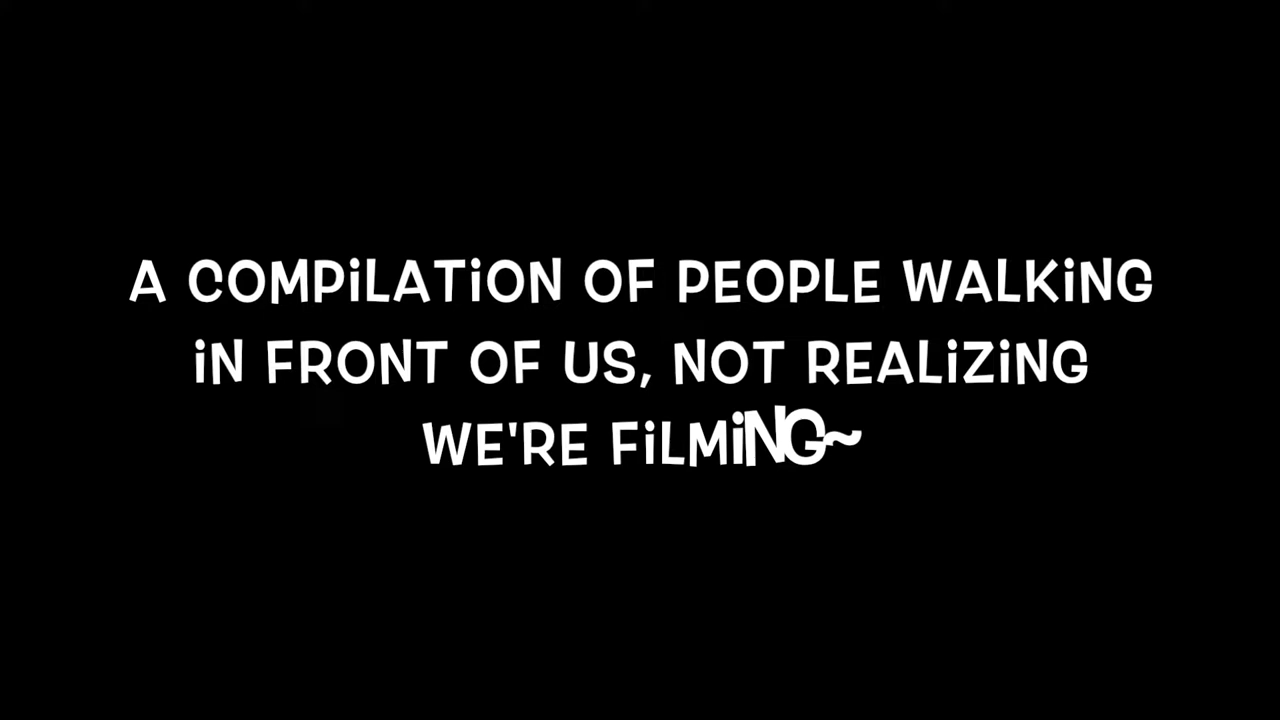 A COMPiLATiON OF PEOPLE WALKiNG
iN FRONT OF US, NOT REALiZiNG
WE'RE FiLMiNG~